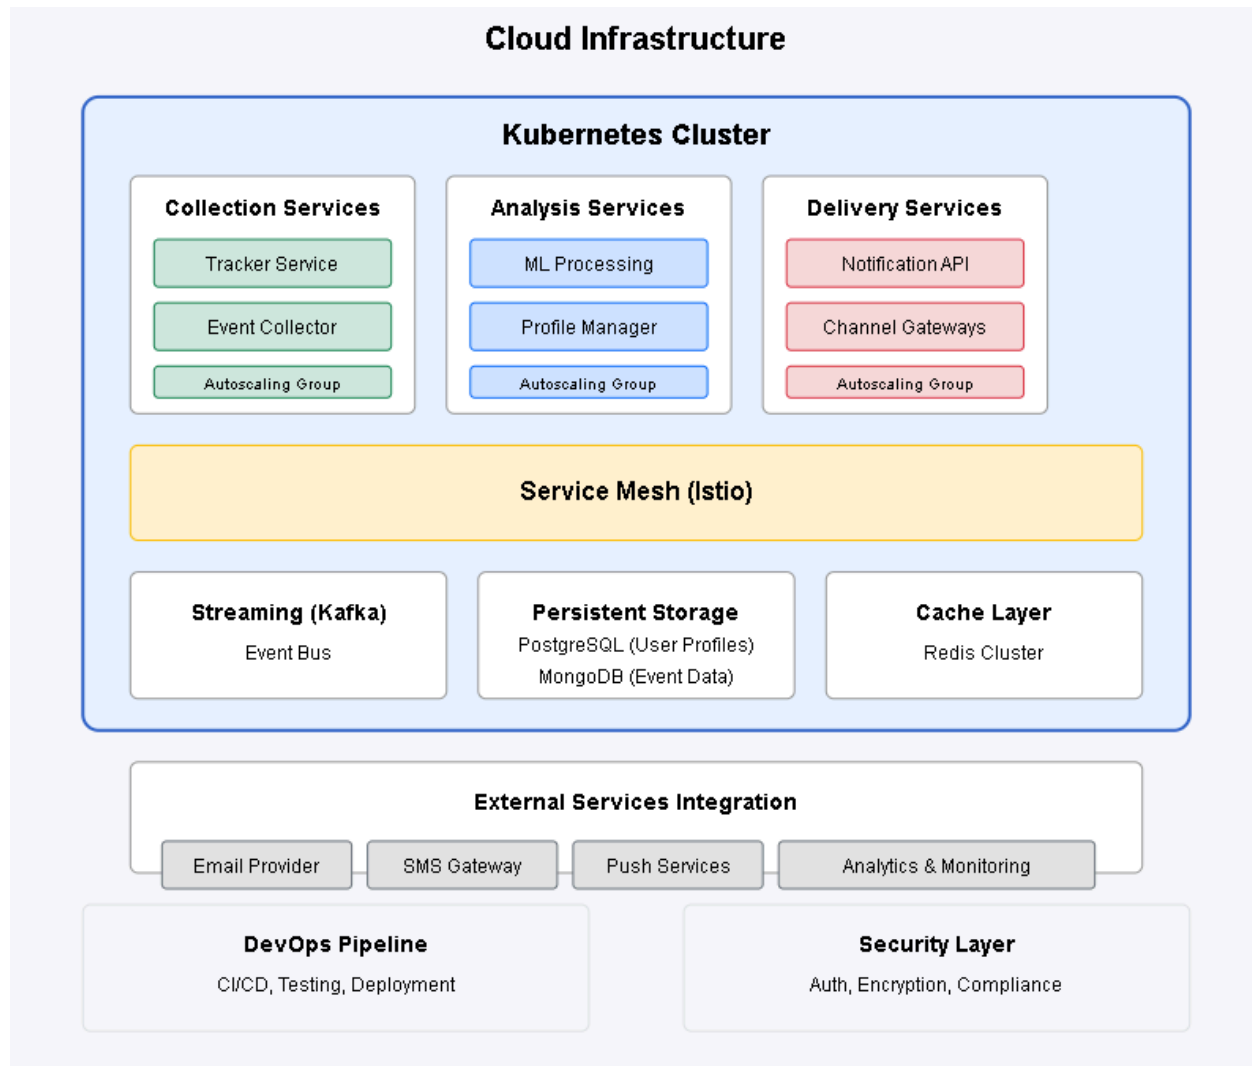 Cloud Infrastructure
Kubernetes Cluster
Collection Services
Tracker Service
Event Collector
Autoscaling Group
Analysis Services
ML Processing
Profile Manager
Autoscaling Group
Delivery Services
Notification API
Channel Gateways
Autoscaling Group
Service Mesh (Istio)
Streaming (Kafka)
Event Bus
Persistent Storage
PostgreSQL (User Profiles)
MongoDB (Event Data)
Cache Layer
Redis Cluster
External Services Integration
Email Provider
SMS Gateway
Push Services
Analytics & Monitoring
DevOps Pipeline
CI/CD, Testing, Deployment
Security Layer
Auth, Encryption, Compliance